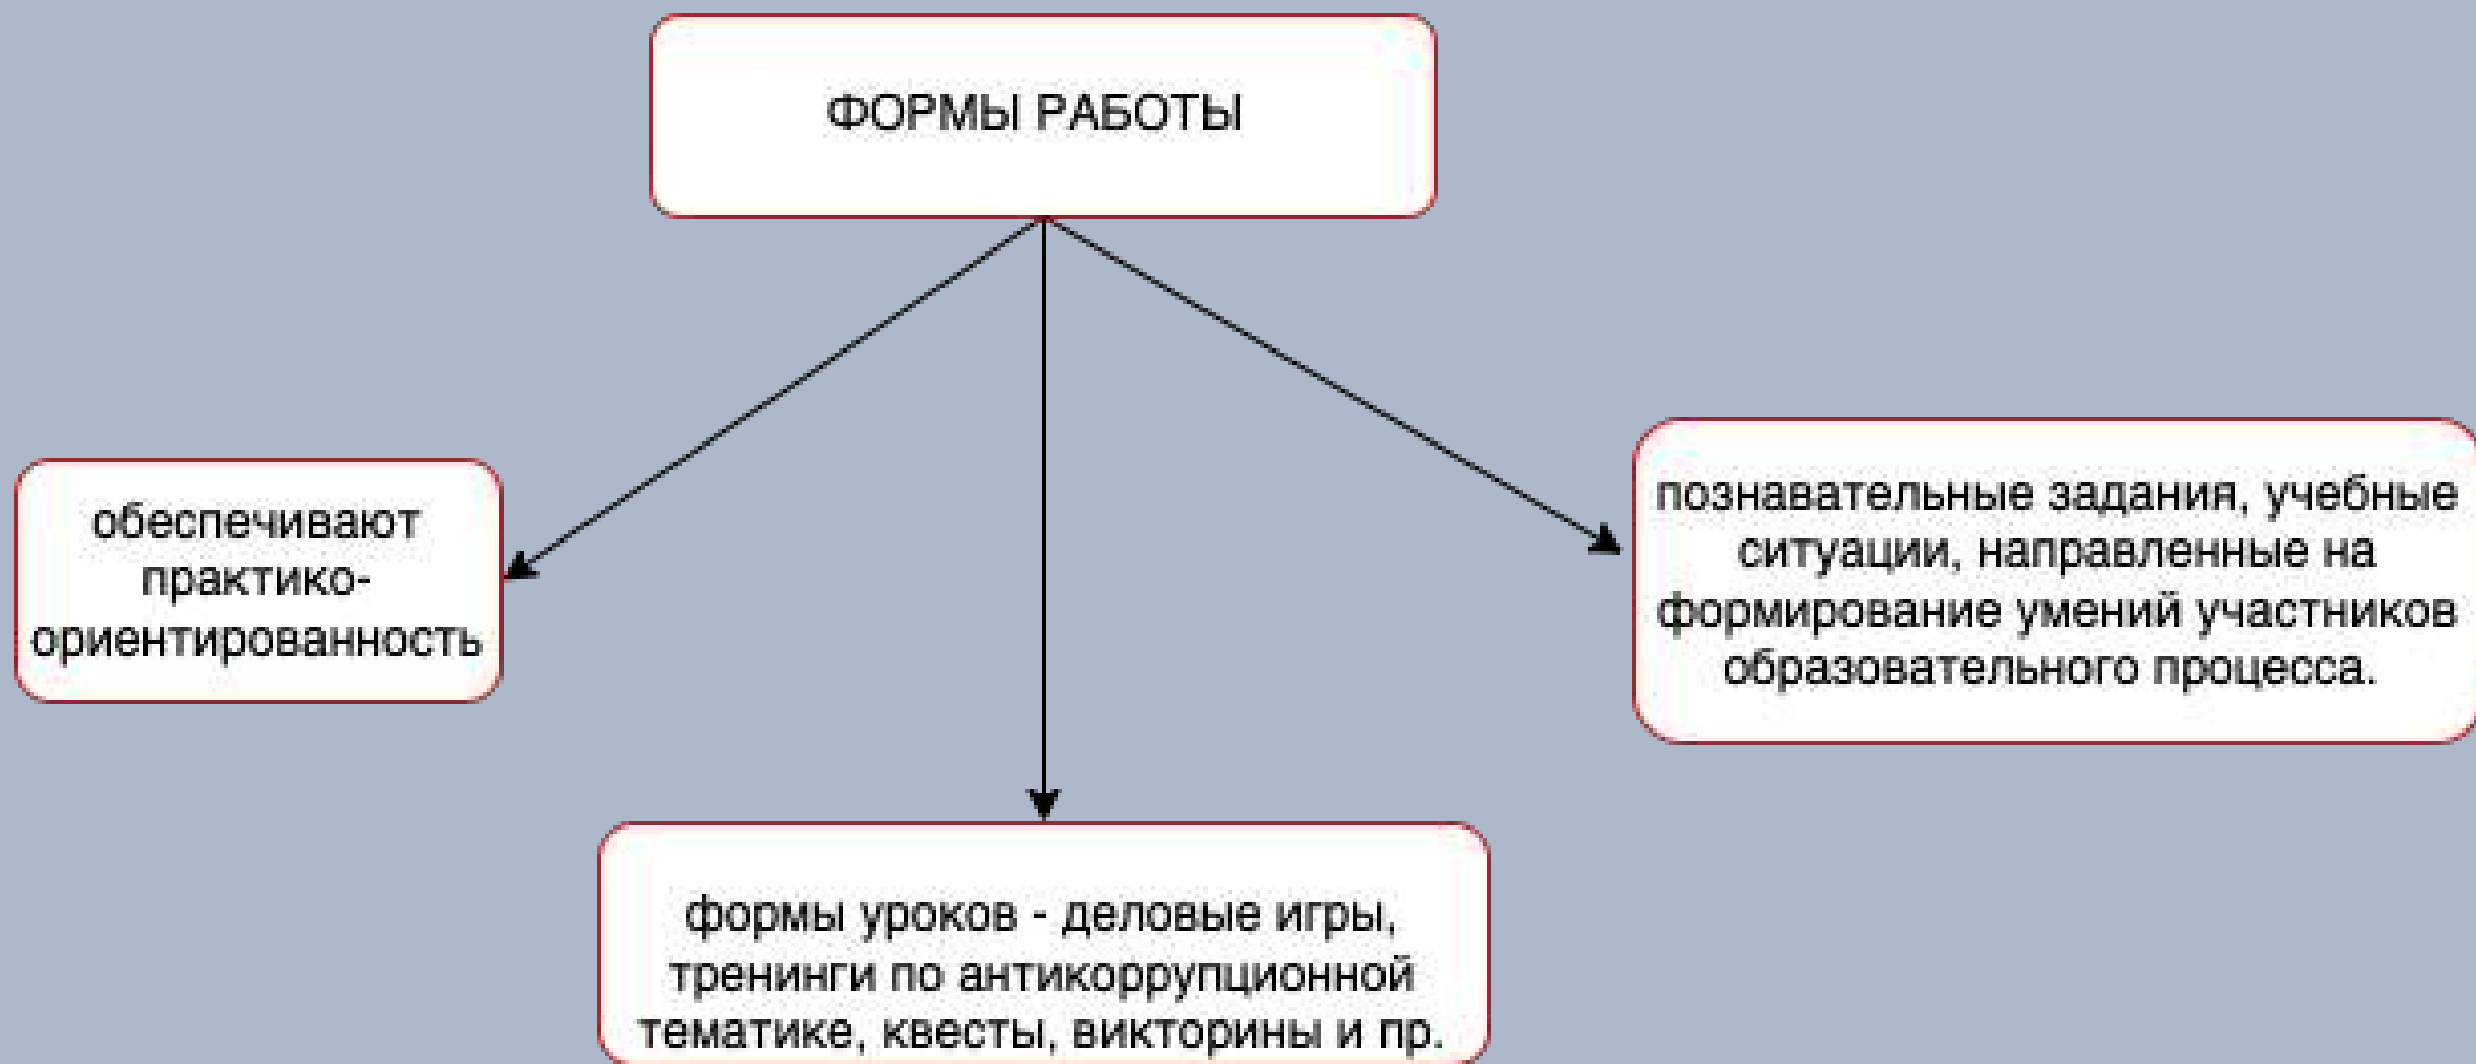 ФОРМЫ РАБОТЫ
обеспечивают
практико-
ориентированность
познавательные задания, учебные
ситуации, направленные на
формирование умений участников
образовательного процесса.
формы уроков - деловые игры,
тренинги по антикоррупционной
тематике, квесты, викторины и пр.